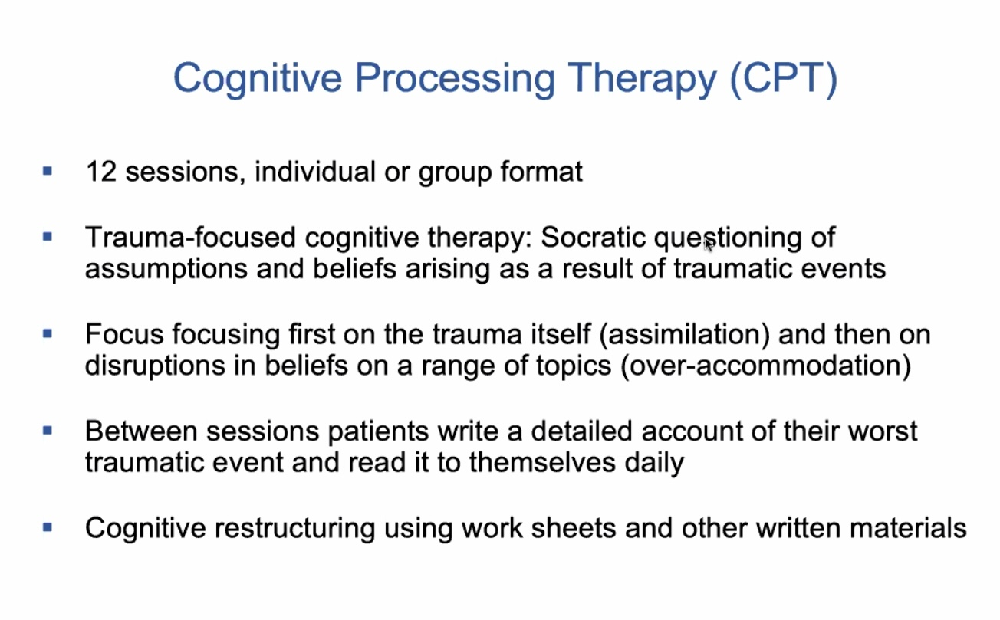 Cognitive Processing Therapy (CPT)
▪ 12 sessions, individual or group format
▪ Trauma-focused cognitive therapy: Socratic questioning of
assumptions and beliefs arising as a result of traumatic events
▪ Focus focusing first on the trauma itself (assimilation) and then on
disruptions in beliefs on a range of topics (over-accommodation)
▪ Between sessions patients write a detailed account of their worst
traumatic event and read it to themselves daily
▪ Cognitive restructuring using work sheets and other written materials